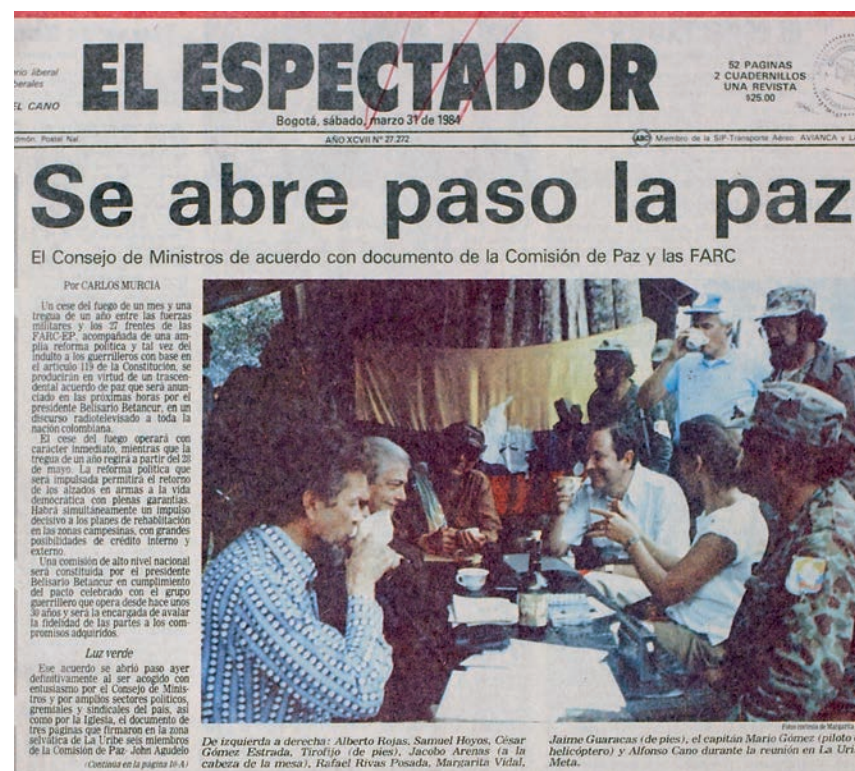 rio liberal
berales
EL CANO
EL ESPECTADOR
52 PAGINAS
2 CUADERNILLOS
UNA REVISTA
$25.00
Bogotá, sábado, marzo 31 de 1984
dmón. Postal Nal.
AÑO XCVII Nº 27.272
Miembro de la SIP-Transporte Aéreo: AVIANCA y
Se abre paso la paz
El Consejo de Ministros de acuerdo con documento de la Comisión de Paz y las FARC
Por CARLOS MURCIA
Un cese del fuego de un mes y una
tregua de un año entre las fuerzas
militares y los 27 frentes de las
FARC-EP, acompañada de una am-
plia reforma política y tal vez del
indulto a los guerrilleros con base en
el artículo 119 de la Constitución, se
producirán en virtud de un trascen-
dental acuerdo de paz que será anun-
ciado en las próximas horas por el
presidente Belisario Betancur, en un
discurso radiotelevisado a toda la
nación colombiana.
El cese del fuego operará con
carácter inmediato, mientras que la
tregua de un año regirá a partir del 28
de mayo. La reforma política que
será impulsada permitirá el retorno
de los alzados en armas a la vida
democrática con plenas garantías.
Habrá simultáneamente un impulso
decisivo a los planes de rehabilitación
en las zonas campesinas, con grandes
posibilidades de crédito interno y
externo.
Una comisión de alto nivel nacional
será constituida por el presidente
Belisario Betancur en cumplimiento
del pacto celebrado con el grupo
guerrillero que opera desde hace unos
30 años y será la encargada de avalar
la fidelidad de las partes a los com-
promisos adquiridos.
Luz verde
Ese acuerdo se abrió paso ayer
definitivamente al ser acogido con
entusiasmo por el Consejo de Minis-
tros y por amplios sectores políticos,
gremiales y sindicales del país, así
como por la Iglesia, el documento de
tres páginas que firmaron en la zona
selvática de La Uribe seis miembros
de la Comisión de Paz- John Agudelo
(Continúa en la página 10-A)
Foto cortesía de Margarita
De izquierda a derecha: Alberto Rojas, Samuel Hoyos, César
Gómez Estrada, Tirofijo (de pies), Jacobo Arenas (a la
cabeza de la mesa), Rafael Rivas Posada, Margarita Vidal,
Jaime Guaracas (de pies), el capitán Mario Gómez (piloto
helicóptero) y Alfonso Cano durante la reunión en La Uri
Meta.